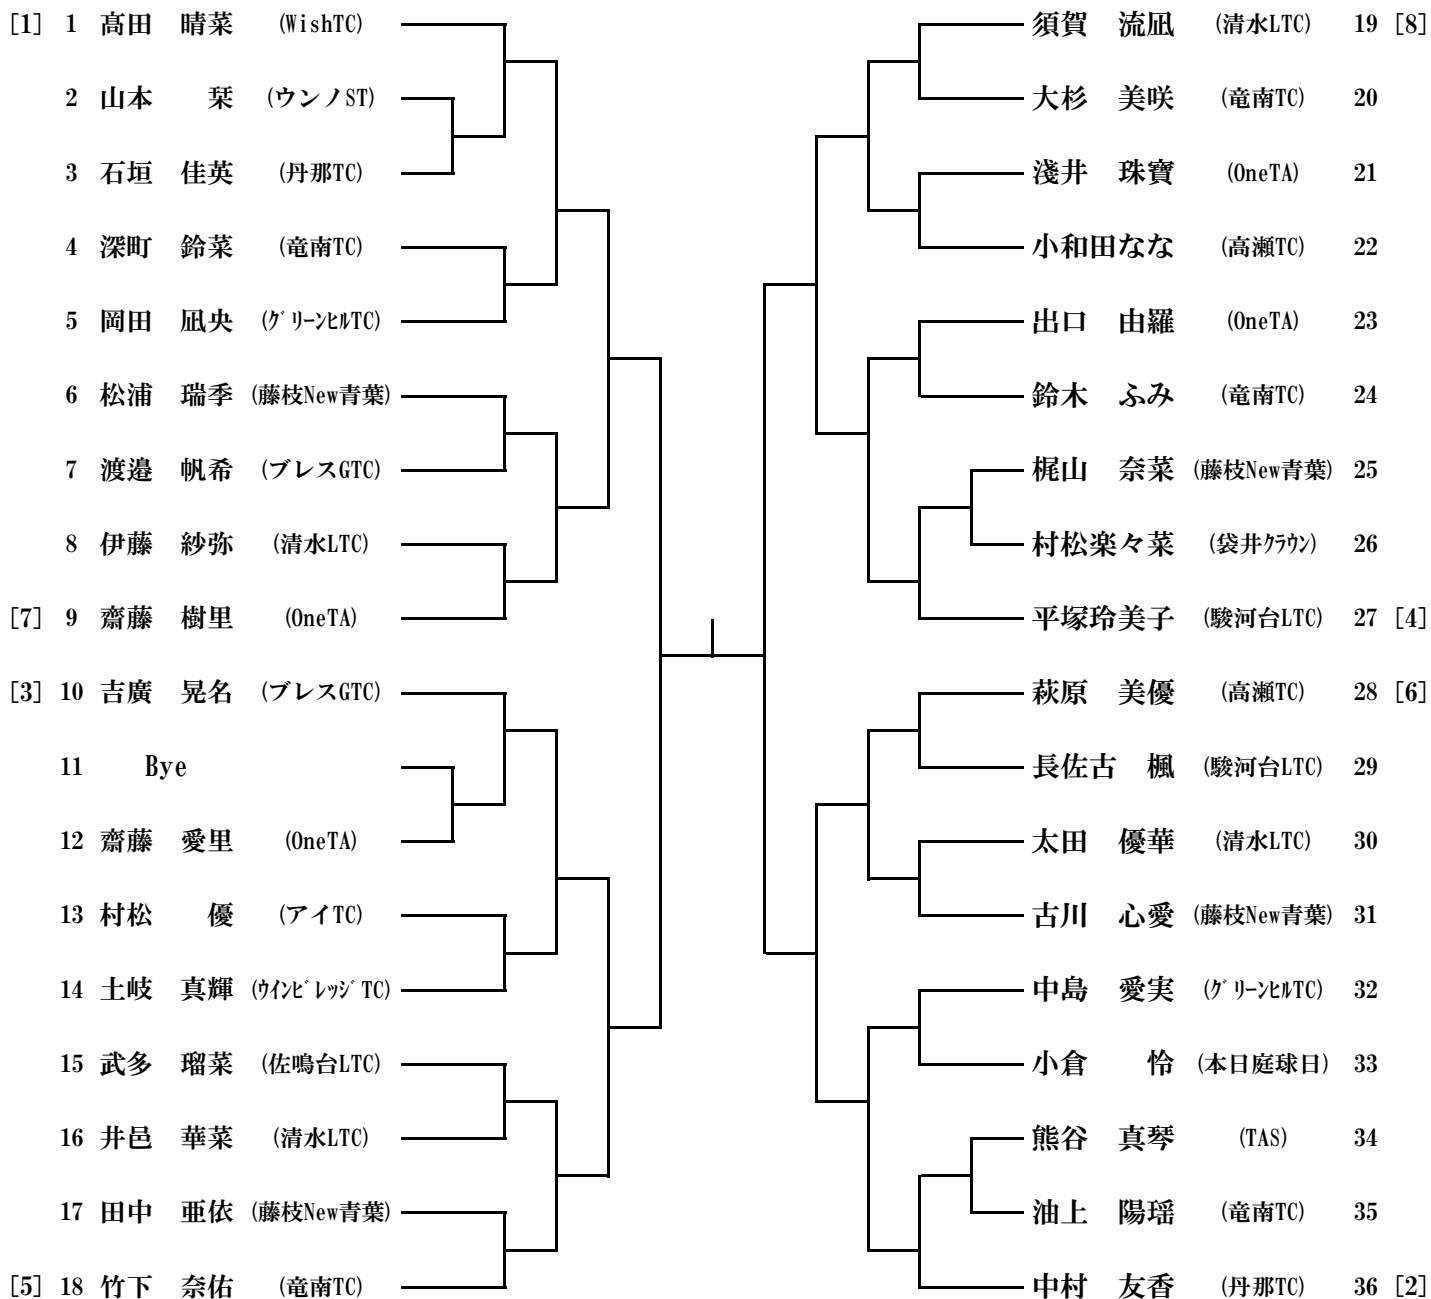 [1] 1 髙田 晴菜 (WishTC)
2 山本 栞 (ウンノST)
3 石垣 佳英 (丹那TC)
4 深町 鈴菜 (竜南TC)
5 岡田 凪央 (ｸﾞﾘｰﾝﾋﾙTC)
6 松浦 瑞季 (藤枝New青葉)
7 渡邉 帆希 (ブレスGTC)
8 伊藤 紗弥 (清水LTC)
[7] 9 齋藤 樹里 (OneTA)
[3] 10 吉廣 晃名 (ブレスGTC)
11 Bye
12 齋藤 愛里 (OneTA)
13 村松 優 (アイTC)
14 土岐 真輝 (ｳｲﾝﾋﾞﾚｯｼﾞTC)
15 武多 瑠菜 (佐鳴台LTC)
16 井邑 華菜 (清水LTC)
17 田中 亜依 (藤枝New青葉)
[5] 18 竹下 奈佑 (竜南TC)
須賀 流凪 (清水LTC) 19 [8]
大杉 美咲 (竜南TC) 20
淺井 珠寶 (OneTA) 21
小和田なな (高瀬TC) 22
出口 由羅 (OneTA) 23
鈴木 ふみ (竜南TC) 24
梶山 奈菜 (藤枝New青葉) 25
村松楽々菜 (袋井ｸﾗｳﾝ) 26
平塚玲美子 (駿河台LTC) 27 [4]
萩原 美優 (高瀬TC) 28 [6]
長佐古 楓 (駿河台LTC) 29
太田 優華 (清水LTC) 30
古川 心愛 (藤枝New青葉) 31
中島 愛実 (ｸﾞﾘｰﾝﾋﾙTC) 32
小倉 怜 (本日庭球日) 33
熊谷 真琴 (TAS) 34
油上 陽瑶 (竜南TC) 35
中村 友香 (丹那TC) 36 [2]